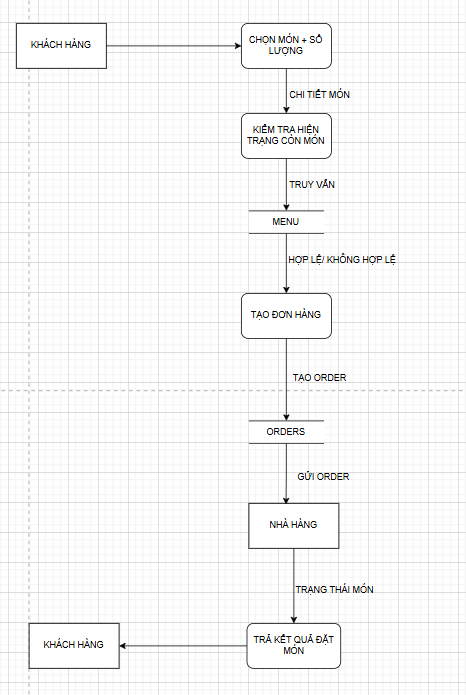 KHÁCH HÀNG
CHỌN MÓN + SỐ
LƯỢNG
CHI TIẾT MÓN
KIỂM TRA HIỆN
TRẠNG CÒN MÓN
TRUY VẤN
MENU
HỢP LỆ/ KHÔNG HỢP LỆ
TẠO ĐƠN HÀNG
TẠO ORDER
ORDERS
GỬI ORDER
NHÀ HÀNG
TRẠNG THÁI MÓN
TRẢ KẾT QUẢ ĐẶT
MÓN
KHÁCH HÀNG